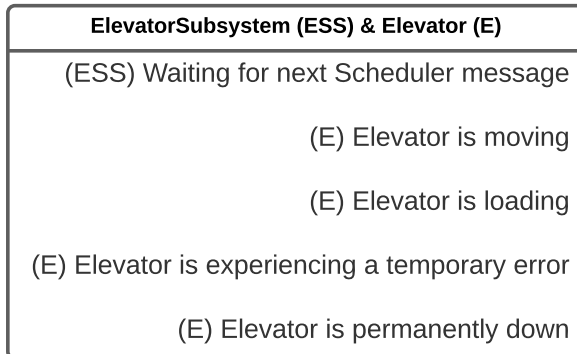 ElevatorSubsystem (ESS) & Elevator (E)
(ESS) Waiting for next Scheduler message
(E) Elevator is moving
(E) Elevator is loading
(E) Elevator is experiencing a temporary error
(E) Elevator is permanently down